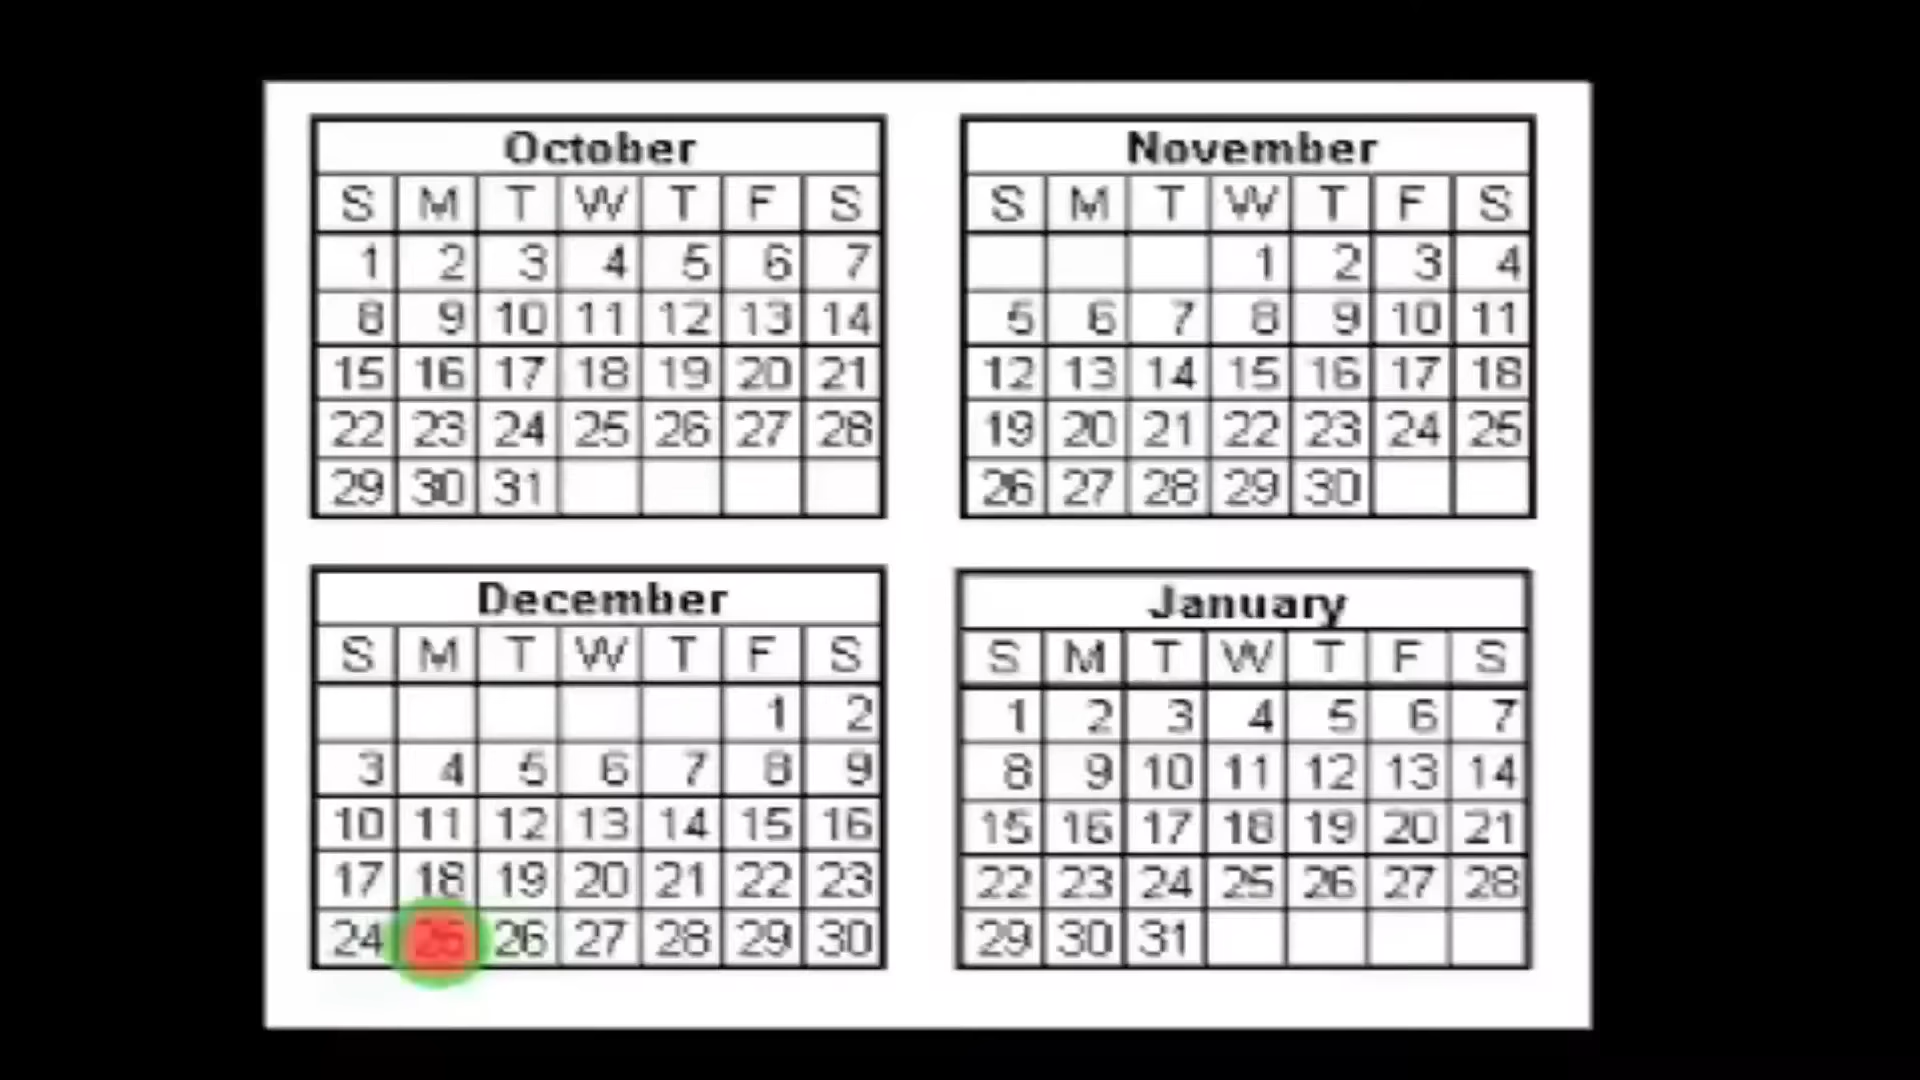 October
S M T W T F S
1 2 3 4 5 6 7
8 9 10 11 12 13 14
15 16 17 18 19 20 21
22 23 24 25 26 27 28
29 30 31
November
S M T W T F S
1 2 3 4
5 6 7 8 9 10 11
12 13 14 15 16 17 18
19 20 21 22 23 24 25
26 27 28 29 30
December
S M T W T F S
1 2
3 4 5 6 7 8 9
10 11 12 13 14 15 16
17 18 19 20 21 22 23
24 25 26 27 28 29 30
January
S M T W T F S
1 2 3 4 5 6 7
8 9 10 11 12 13 14
15 16 17 18 19 20 21
22 23 24 25 26 27 28
29 30 31